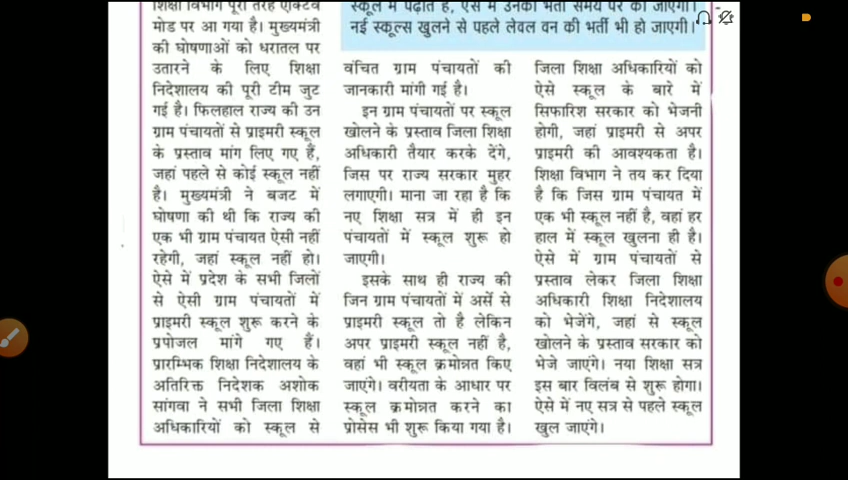 शिक्षा विभाग पूरी तरह एक्टिव
मोड पर आ गया है। मुख्यमंत्री
की घोषणाओं को धरातल पर
उतारने के लिए शिक्षा
निदेशालय की पूरी टीम जुट
गई है। फिलहाल राज्य की उन
ग्राम पंचायतों से प्राइमरी स्कूल
के प्रस्ताव मांग लिए गए हैं,
जहां पहले से कोई स्कूल नहीं
है। मुख्यमंत्री ने बजट में
घोषणा की थी कि राज्य की
एक भी ग्राम पंचायत ऐसी नहीं
रहेगी, जहां स्कूल नहीं हो।
ऐसे में प्रदेश के सभी जिलों
से ऐसी ग्राम पंचायतों में
प्राइमरी स्कूल शुरू करने के
प्रपोजल मांगे गए हैं।
प्रारम्भिक शिक्षा निदेशालय के
अतिरिक्त निदेशक अशोक
सांगवा ने सभी जिला शिक्षा
अधिकारियों को स्कूल से
स्कूल में पढ़ाते हैं, ऐसे में उनकी भर्ती समय पर की जाएगी।
नई स्कूल्स खुलने से पहले लेवल वन की भर्ती भी हो जाएगी।
वंचित ग्राम पंचायतों की
जानकारी मांगी गई है।
इन ग्राम पंचायतों पर स्कूल
खोलने के प्रस्ताव जिला शिक्षा
अधिकारी तैयार करके देंगे,
जिस पर राज्य सरकार मुहर
लगाएगी। माना जा रहा है कि
नए शिक्षा सत्र में ही इन
पंचायतों में स्कूल शुरू हो
जाएगी।
इसके साथ ही राज्य की
जिन ग्राम पंचायतों में अर्से से
प्राइमरी स्कूल तो है लेकिन
अपर प्राइमरी स्कूल नहीं है,
वहां भी स्कूल क्रमोन्नत किए
जाएंगे। वरीयता के आधार पर
स्कूल क्रमोन्नत करने का
प्रोसेस भी शुरू किया गया है।
जिला शिक्षा अधिकारियों को
ऐसे स्कूल के बारे में
सिफारिश सरकार को भेजनी
होगी, जहां प्राइमरी से अपर
प्राइमरी की आवश्यकता है।
शिक्षा विभाग ने तय कर दिया
है कि जिस ग्राम पंचायत में
एक भी स्कूल नहीं है, वहां हर
हाल में स्कूल खुलना ही है।
ऐसे में ग्राम पंचायतों से
प्रस्ताव लेकर जिला शिक्षा
अधिकारी शिक्षा निदेशालय
को भेजेंगे, जहां से स्कूल
खोलने के प्रस्ताव सरकार को
भेजे जाएंगे। नया शिक्षा सत्र
इस बार विलंब से शुरू होगा।
ऐसे में नए सत्र से पहले स्कूल
खुल जाएंगे।